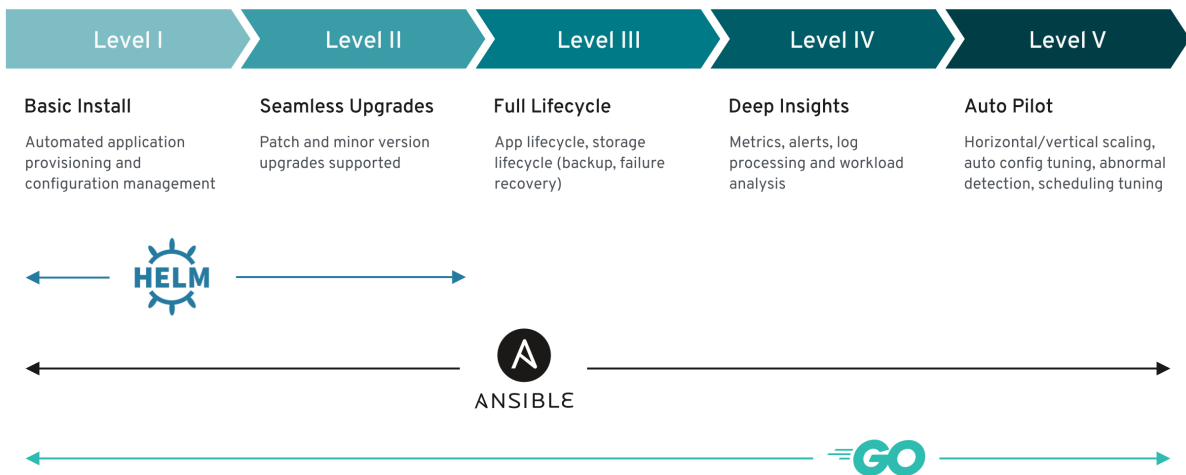 Level I
Level II
Level III
Level IV
Level V
Basic Install
Automated application
provisioning and
configuration management
Seamless Upgrades
Patch and minor version
upgrades supported
Full Lifecycle
App lifecycle, storage
lifecycle (backup, failure
recovery)
Deep Insights
Metrics, alerts, log
processing and workload
analysis
Auto Pilot
Horizontal/vertical scaling,
auto config tuning, abnormal
detection, scheduling tuning
HELM
ANSIBLE
GO